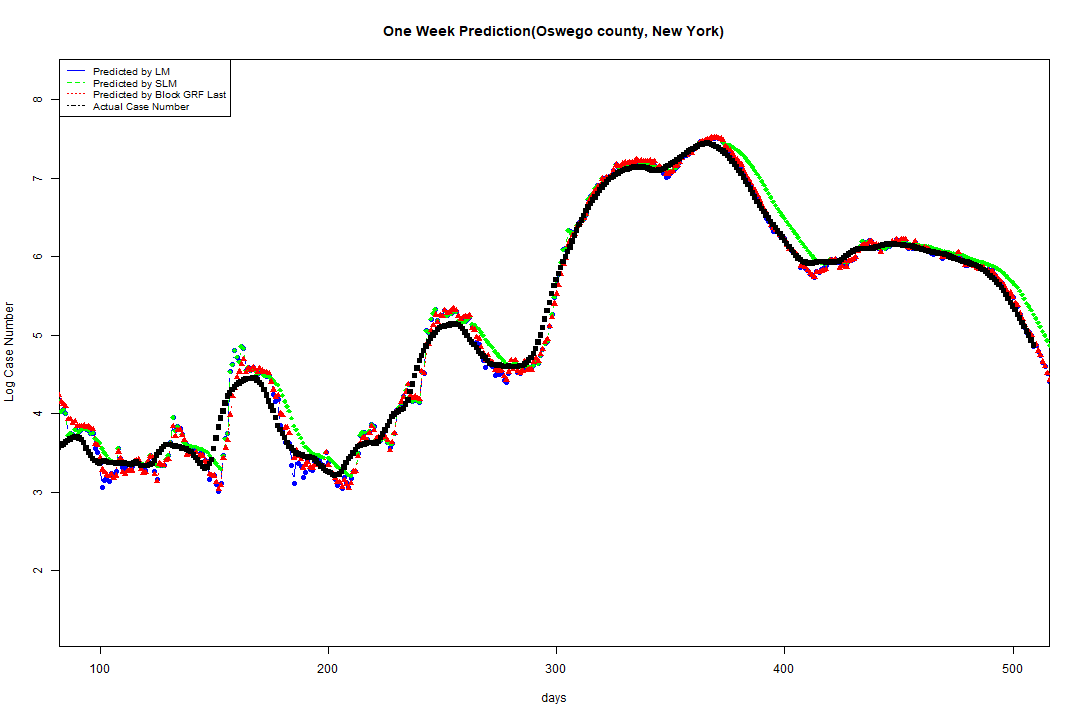 One Week Prediction(Oswego county, New York)
Predicted by LM
Predicted by SLM
Predicted by Block GRF Last
Actual Case Number
8
7
6
5
4
3
2
Log Case Number
100 200 300 400 500
days